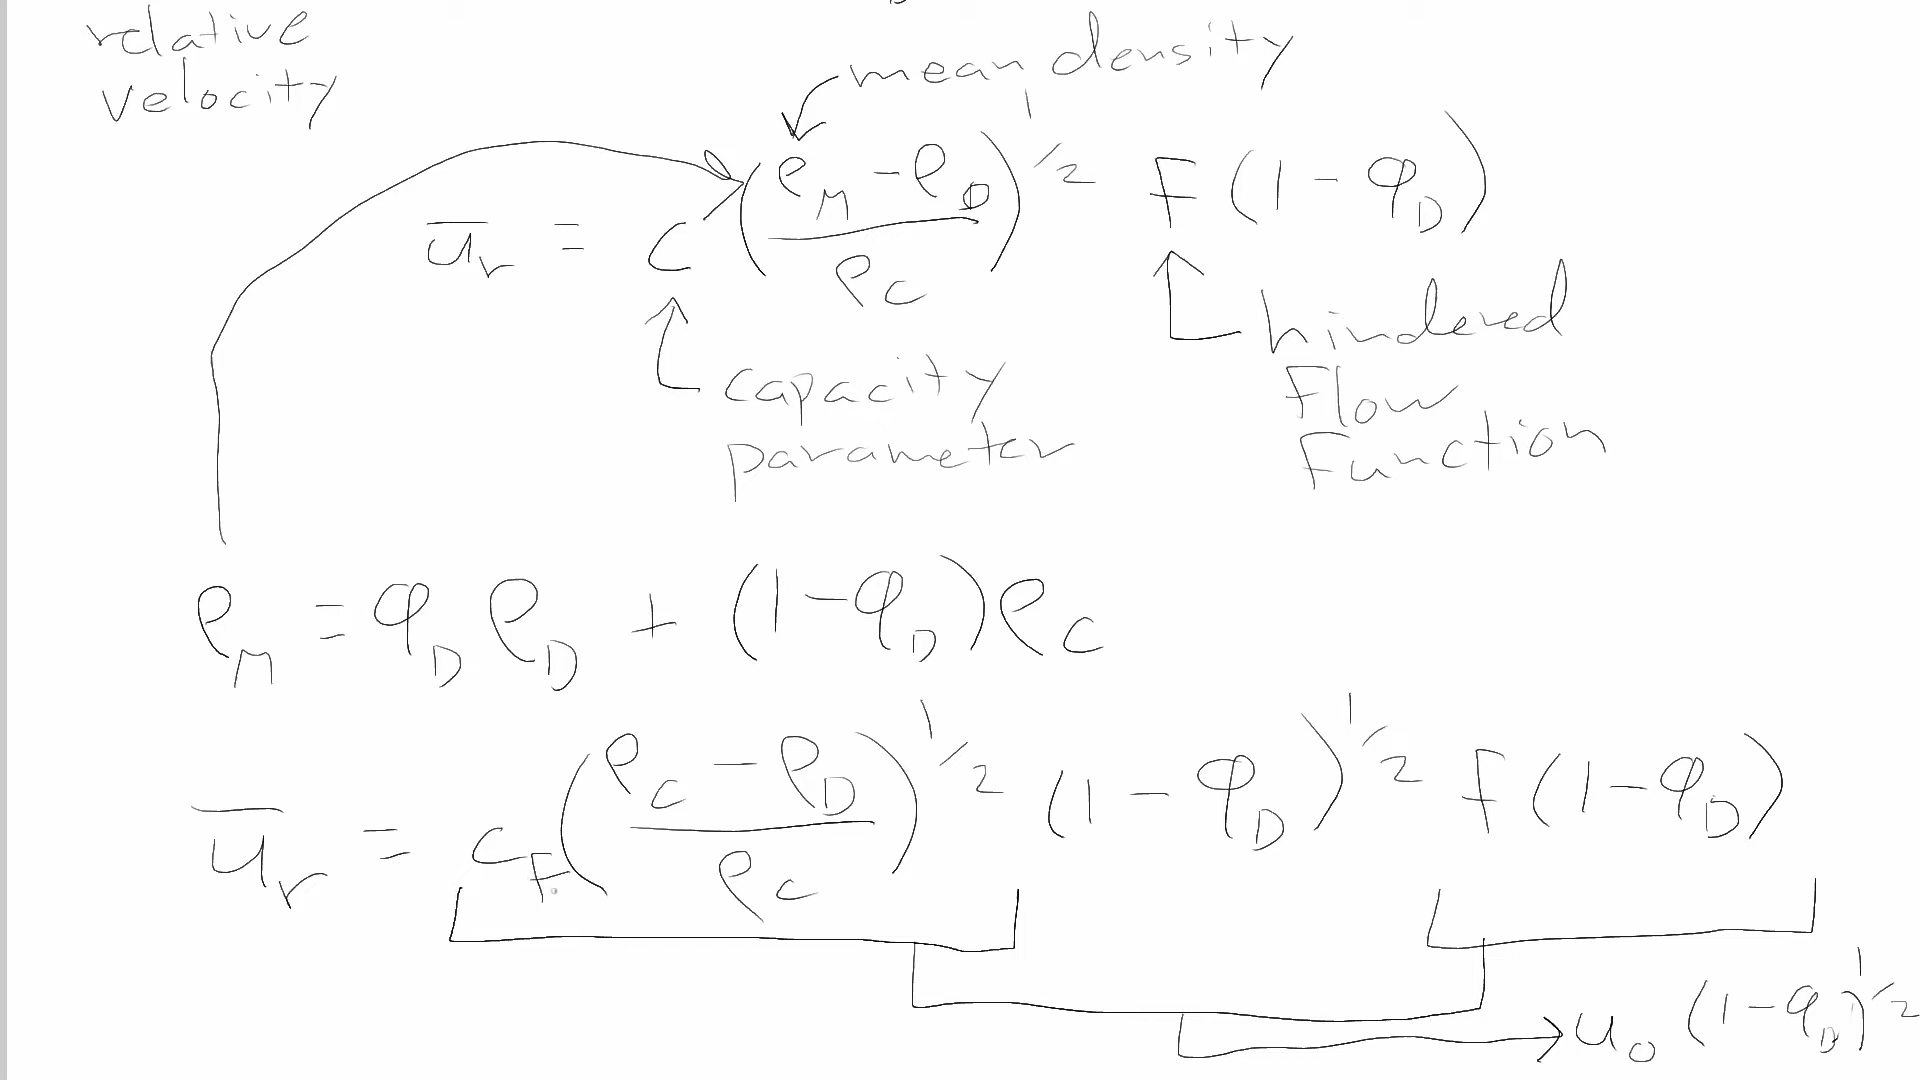 relative
velocity
mean density
ū_r = C ((ρ_M - ρ_D) / ρ_C)^1/2 F(1 - φ_D)
capacity
parameter
hindered
Flow
Function
ρ_M = φ_D ρ_D + (1 - φ_D) ρ_C
ū_r = C_F ((ρ_C - ρ_D) / ρ_C)^1/2 (1 - φ_D)^1/2 f(1 - φ_D)
u_o (1 - φ_D)^1/2